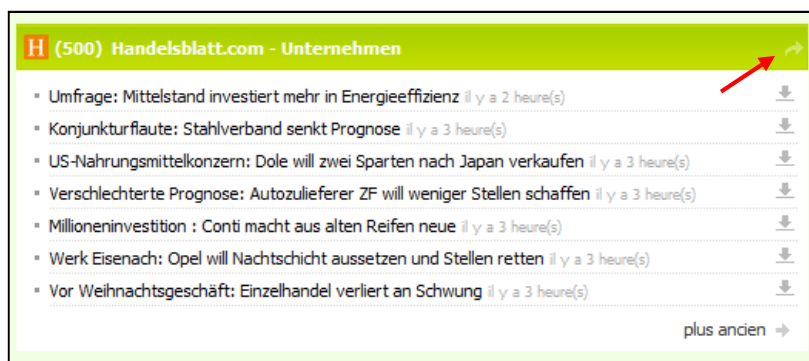 H (500) Handelsblatt.com - Unternehmen
Umfrage: Mittelstand investiert mehr in Energieeffizienz il y a 2 heure(s)
Konjunkturflaute: Stahlverband senkt Prognose il y a 3 heure(s)
US-Nahrungsmittelkonzern: Dole will zwei Sparten nach Japan verkaufen il y a 3 heure(s)
Verschlechterte Prognose: Autozulieferer ZF will weniger Stellen schaffen il y a 3 heure(s)
Millioneninvestition : Conti macht aus alten Reifen neue il y a 3 heure(s)
Werk Eisenach: Opel will Nachtschicht aussetzen und Stellen retten il y a 3 heure(s)
Vor Weihnachtsgeschäft: Einzelhandel verliert an Schwung il y a 3 heure(s)
plus ancien